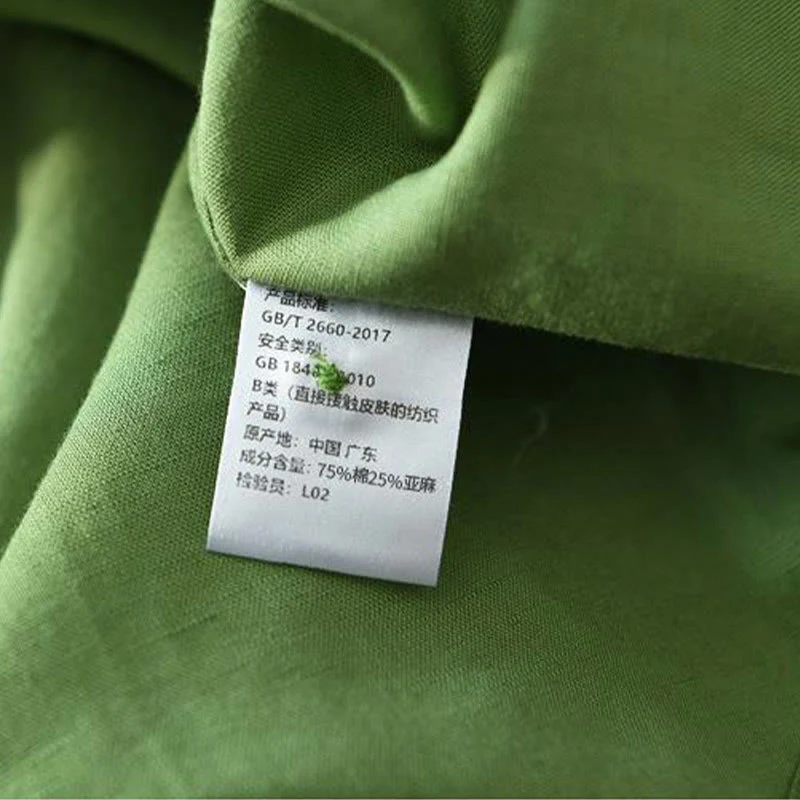 产品标准：
GB/T 2660-2017
安全类别：
GB 184 010
B类（直接接触皮肤的纺织
产品）
原产地：中国 广东
成分含量：75%棉25%亚麻
检验员：L02